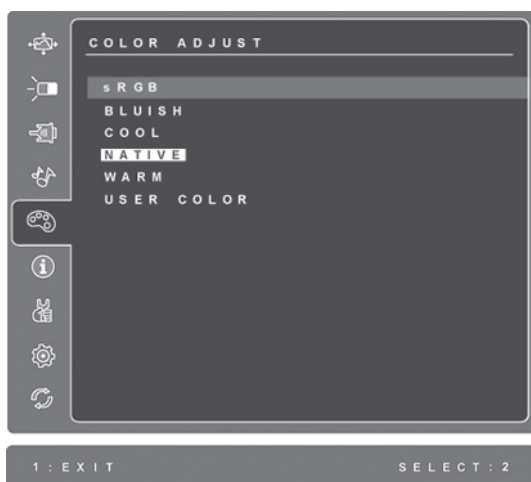 COLOR ADJUST
sRGB
BLUISH
COOL
NATIVE
WARM
USER COLOR
1:EXIT SELECT:2